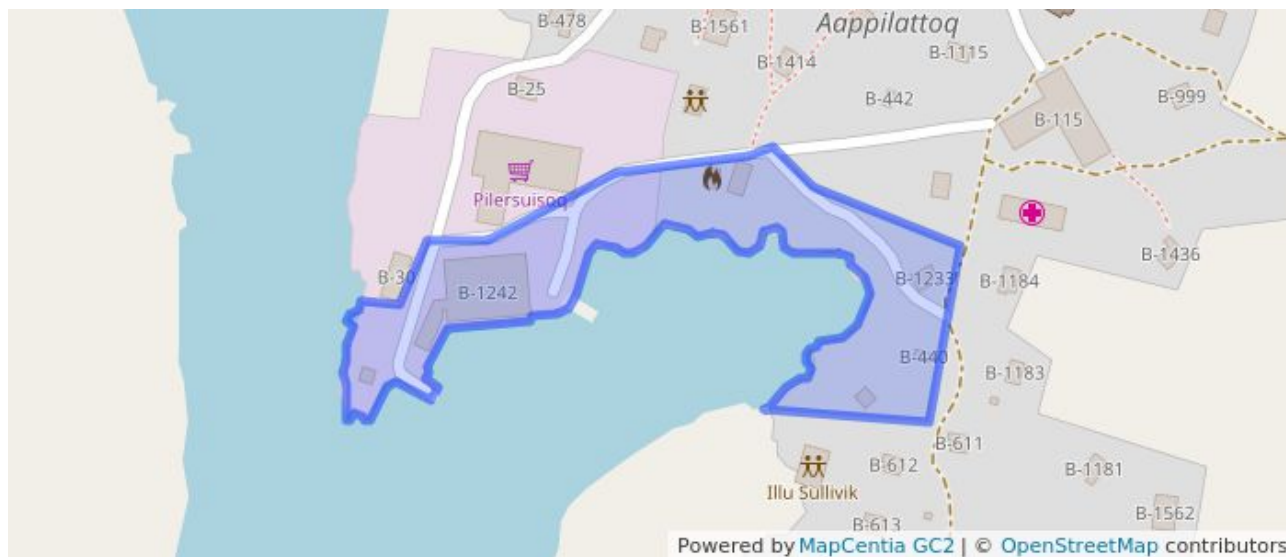 B-478
B-1561
Aappilattoq
B-1414
B-1115
B-25
B-442
B-999
B-115
Pilersuisoq
B-30
B-1242
B-1233
B-1184
B-1436
B-440
B-1183
B-611
B-612
B-1181
Illu Sullivik
B-613
B-1562
Powered by MapCentia GC2 | © OpenStreetMap contributors